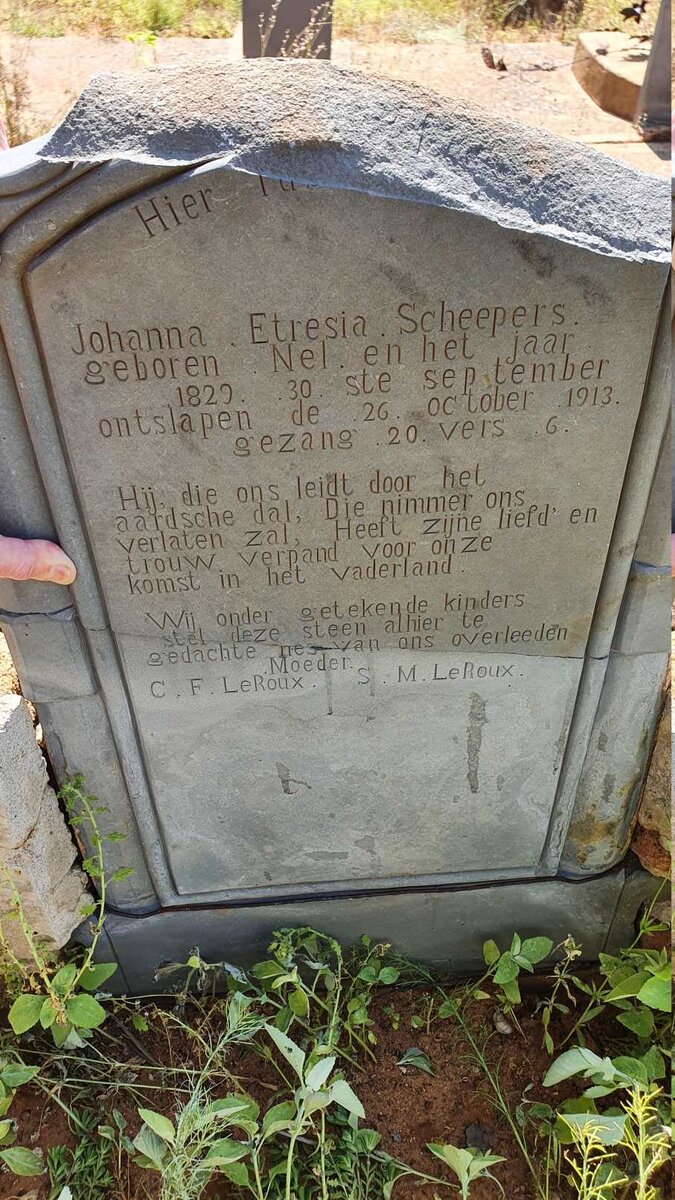 Hier
Johanna . Etresia . Scheepers .
geboren . Nel . en het jaar
1829 . 30 . ste september
ontslapen de . 26 . october . 1913 .
gezang . 20 . vers . 6 .
Hij, die ons leidt door het
aardsche dal, Die nimmer ons
verlaten zal, Heeft zijne liefd' en
trouw verpand voor onze
komst in het vaderland .
Wij onder getekende kinders
stel deze steen alhier te
gedachte nes van ons overleeden
Moeder .
C . F . LeRoux . S . M . LeRoux .